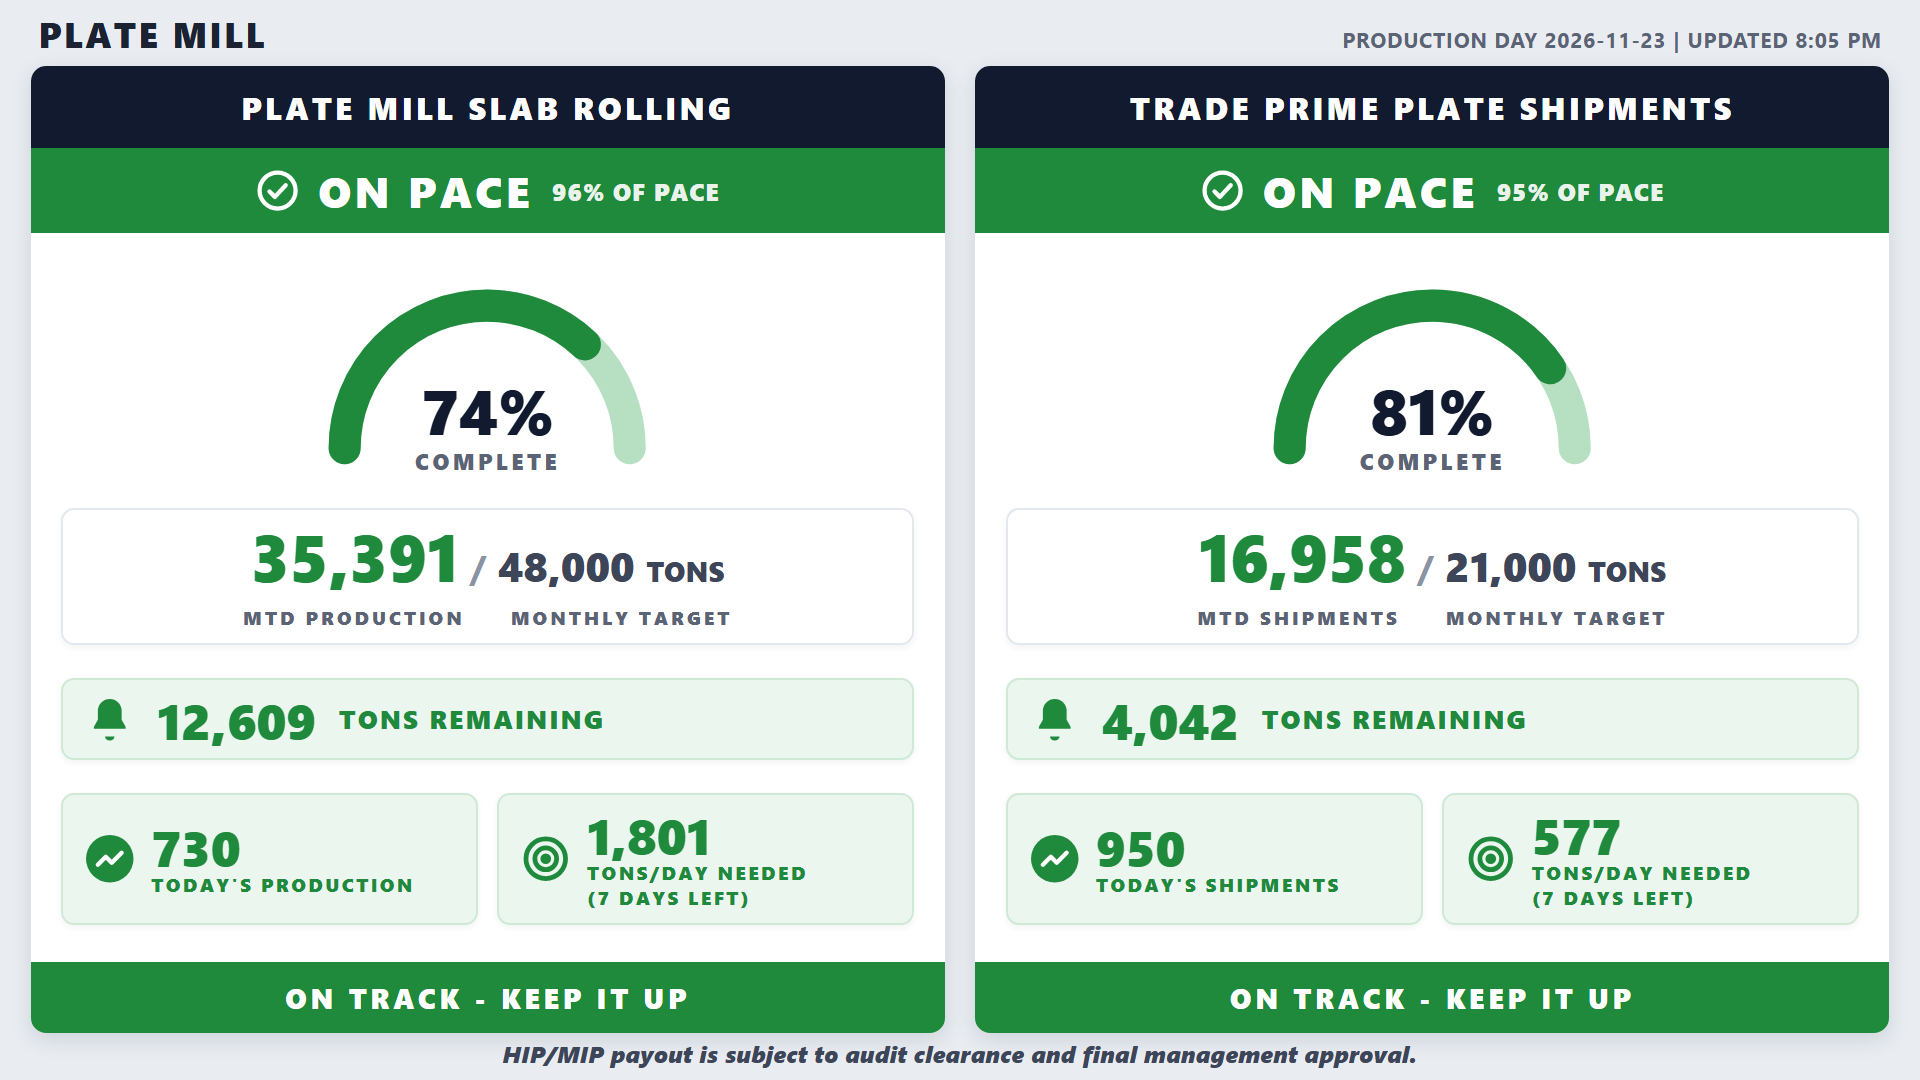 PLATE MILL
PRODUCTION DAY 2026-11-23 | UPDATED 8:05 PM
PLATE MILL SLAB ROLLING
ON PACE 96% OF PACE
74%
COMPLETE
35,391 / 48,000 TONS
MTD PRODUCTION MONTHLY TARGET
12,609 TONS REMAINING
730
TODAY'S PRODUCTION
1,801
TONS/DAY NEEDED
(7 DAYS LEFT)
ON TRACK - KEEP IT UP
TRADE PRIME PLATE SHIPMENTS
ON PACE 95% OF PACE
81%
COMPLETE
16,958 / 21,000 TONS
MTD SHIPMENTS MONTHLY TARGET
4,042 TONS REMAINING
950
TODAY'S SHIPMENTS
577
TONS/DAY NEEDED
(7 DAYS LEFT)
ON TRACK - KEEP IT UP
HIP/MIP payout is subject to audit clearance and final management approval.